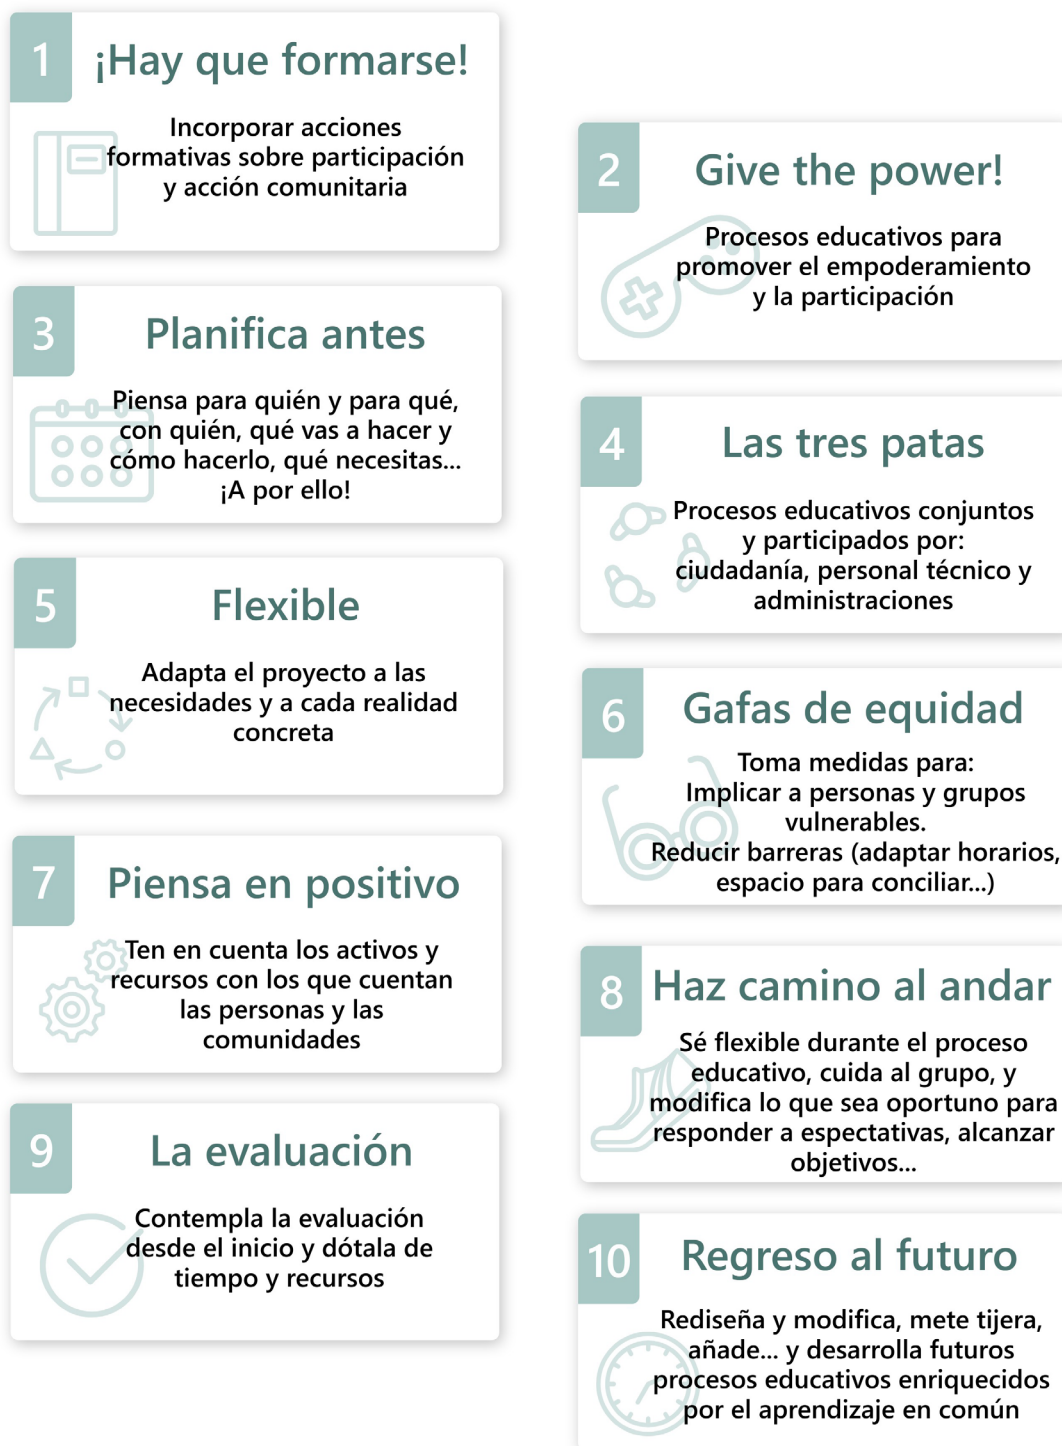 1
¡Hay que formarse!
Incorporar acciones
formativas sobre participación
y acción comunitaria
2
Give the power!
Procesos educativos para
promover el empoderamiento
y la participación
3
Planifica antes
Piensa para quién y para qué,
con quién, qué vas a hacer y
cómo hacerlo, qué necesitas...
¡A por ello!
4
Las tres patas
Procesos educativos conjuntos
y participados por:
ciudadanía, personal técnico y
administraciones
5
Flexible
Adapta el proyecto a las
necesidades y a cada realidad
concreta
6
Gafas de equidad
Toma medidas para:
Implicar a personas y grupos
vulnerables.
Reducir barreras (adaptar horarios,
espacio para conciliar...)
7
Piensa en positivo
Ten en cuenta los activos y
recursos con los que cuentan
las personas y las
comunidades
8
Haz camino al andar
Sé flexible durante el proceso
educativo, cuida al grupo, y
modifica lo que sea oportuno para
responder a espectativas, alcanzar
objetivos...
9
La evaluación
Contempla la evaluación
desde el inicio y dótala de
tiempo y recursos
10
Regreso al futuro
Rediseña y modifica, mete tijera,
añade... y desarrolla futuros
procesos educativos enriquecidos
por el aprendizaje en común